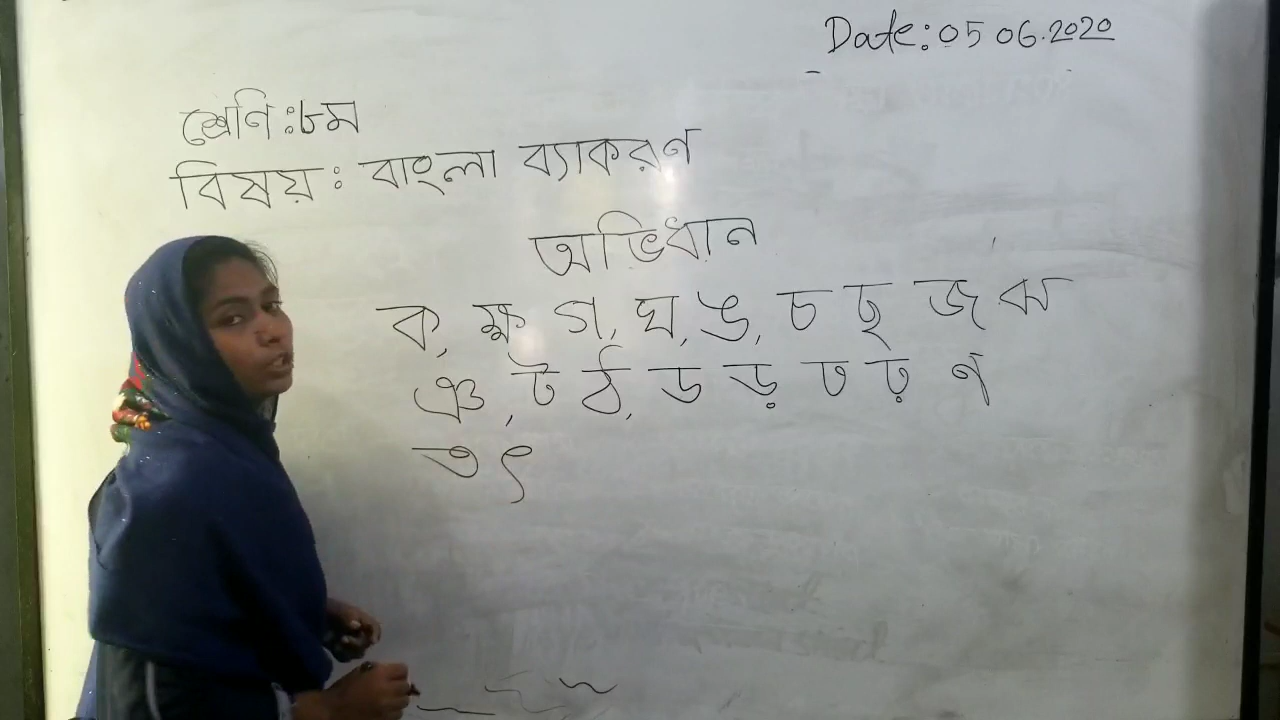 Date: 05 06.2020
শ্রেণি : ৮ম
বিষয় : বাংলা ব্যাকরণ
অভিধান
ক, ক্ষ গ, ঘ, ঙ, চ ছ জ ঝ
ঞ, ট ঠ, ড ড় ঢ ঢ় ণ
ত ৎ